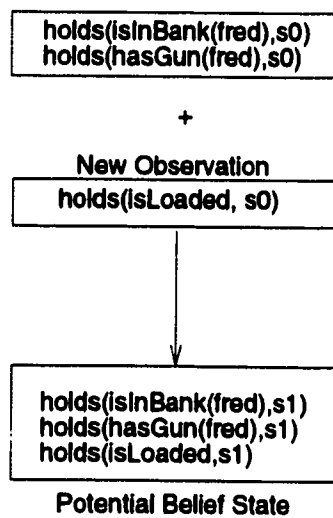 holds(isInBank(fred),s0)
holds(hasGun(fred),s0)
+
New Observation
holds(isLoaded, s0)
holds(isInBank(fred),s1)
holds(hasGun(fred),s1)
holds(isLoaded,s1)
Potential Belief State